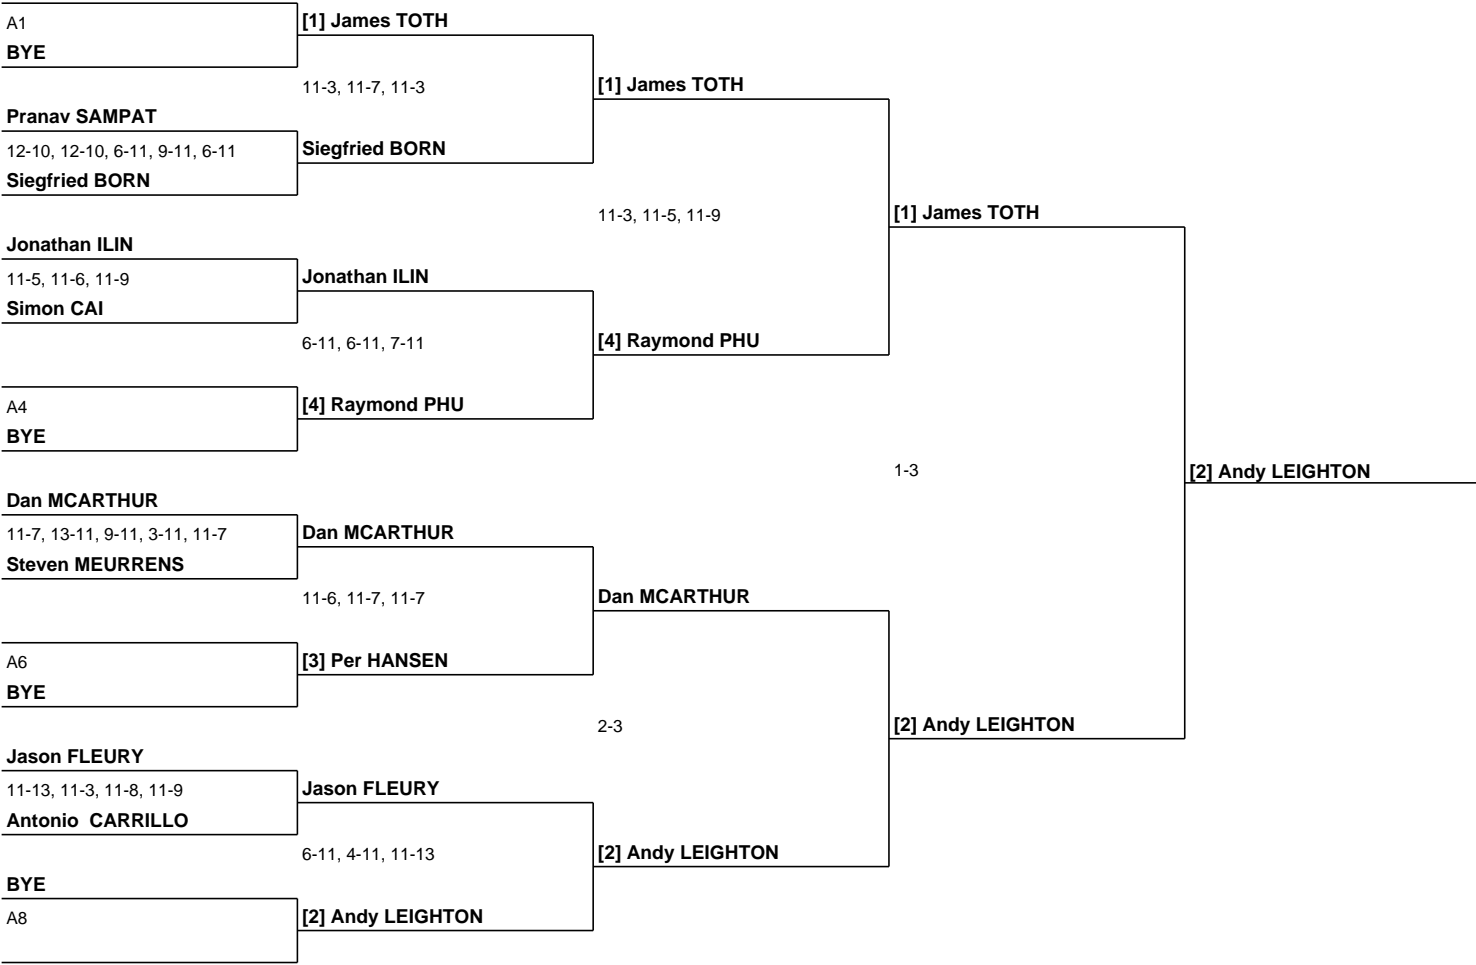 A1
BYE
[1] James TOTH
11-3, 11-7, 11-3
[1] James TOTH
Pranav SAMPAT
12-10, 12-10, 6-11, 9-11, 6-11
Siegfried BORN
Siegfried BORN
11-3, 11-5, 11-9
[1] James TOTH
Jonathan ILIN
11-5, 11-6, 11-9
Simon CAI
Jonathan ILIN
6-11, 6-11, 7-11
[4] Raymond PHU
A4
BYE
[4] Raymond PHU
1-3
[2] Andy LEIGHTON
Dan MCARTHUR
11-7, 13-11, 9-11, 3-11, 11-7
Steven MEURRENS
Dan MCARTHUR
11-6, 11-7, 11-7
Dan MCARTHUR
A6
BYE
[3] Per HANSEN
2-3
[2] Andy LEIGHTON
Jason FLEURY
11-13, 11-3, 11-8, 11-9
Antonio  CARRILLO
Jason FLEURY
6-11, 4-11, 11-13
[2] Andy LEIGHTON
BYE
A8
[2] Andy LEIGHTON